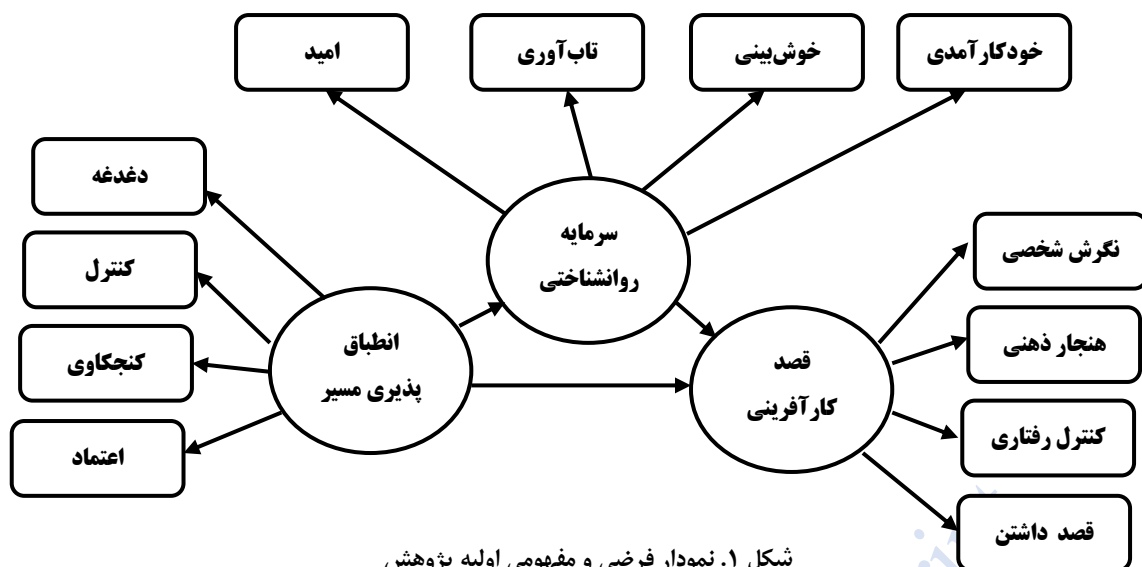 خودکارآمدی
خوش‌بینی
تاب‌آوری
امید
دغدغه
کنترل
کنجکاوی
اعتماد
سرمایه
روانشناختی
انطباق
پذیری مسیر
قصد
کارآفرینی
نگرش شخصی
هنجار ذهنی
کنترل رفتاری
قصد داشتن
شکل ۱. نمودار فرضی و مفهومی اولیه پژوهش